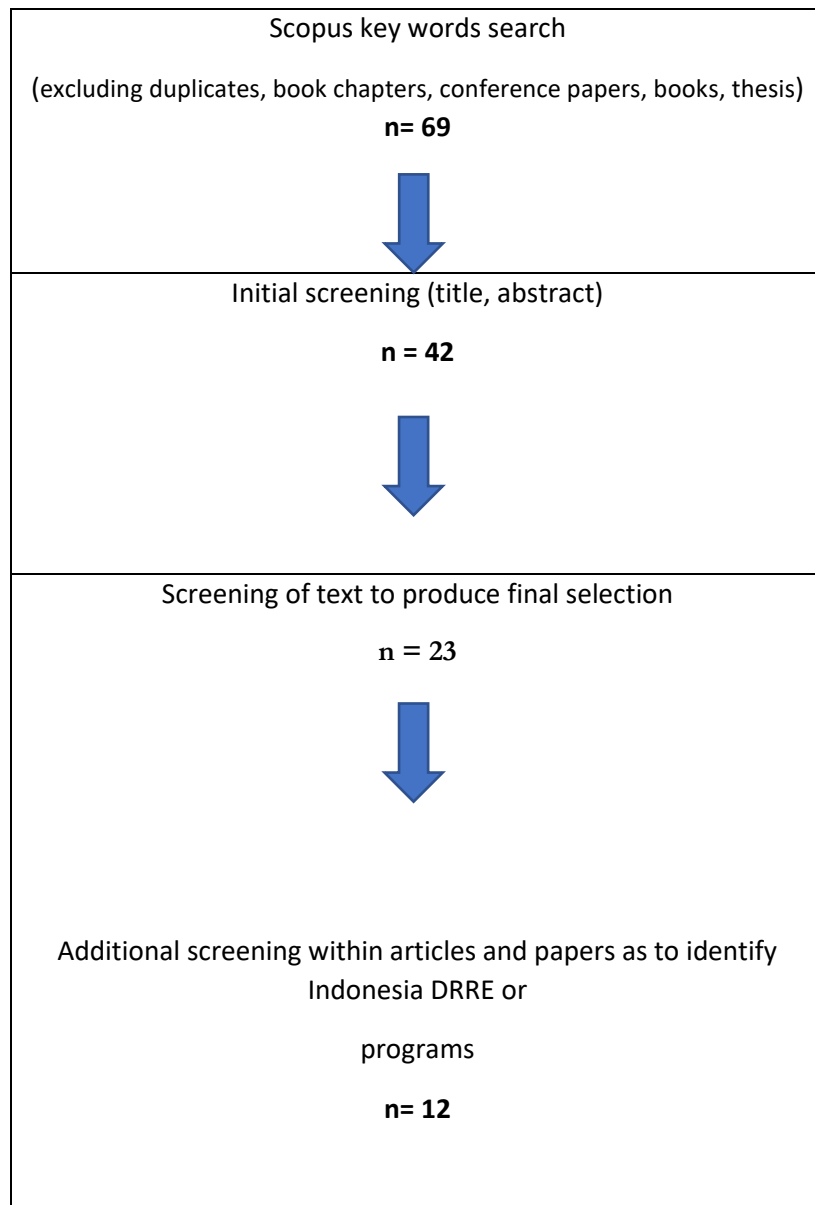 Scopus key words search
(excluding duplicates, book chapters, conference papers, books, thesis)
n= 69
Initial screening (title, abstract)
n = 42
Screening of text to produce final selection
n = 23
Additional screening within articles and papers as to identify
Indonesia DRRE or
programs
n= 12